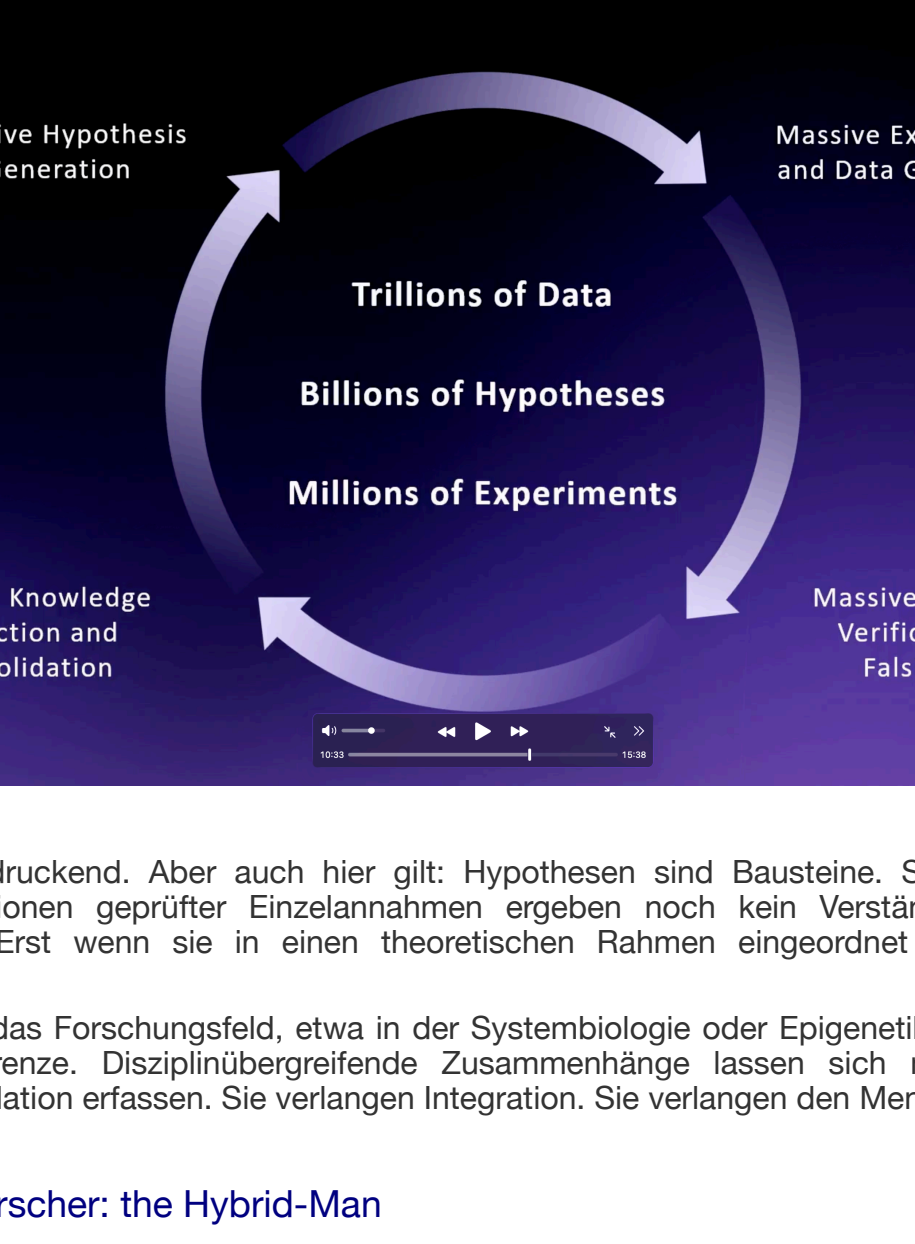 ive Hypothesis
eneration
Massive Ex
and Data G
Trillions of Data
Billions of Hypotheses
Millions of Experiments
Knowledge
ction and
olidation
Massive
Verific
Fals
10:33
15:38
druckend. Aber auch hier gilt: Hypothesen sind Bausteine. S
ionen geprüfter Einzelannahmen ergeben noch kein Verstän
Erst wenn sie in einen theoretischen Rahmen eingeordnet
das Forschungsfeld, etwa in der Systembiologie oder Epigenetik
renze. Disziplinübergreifende Zusammenhänge lassen sich
lation erfassen. Sie verlangen Integration. Sie verlangen den Men
rscher: the Hybrid-Man